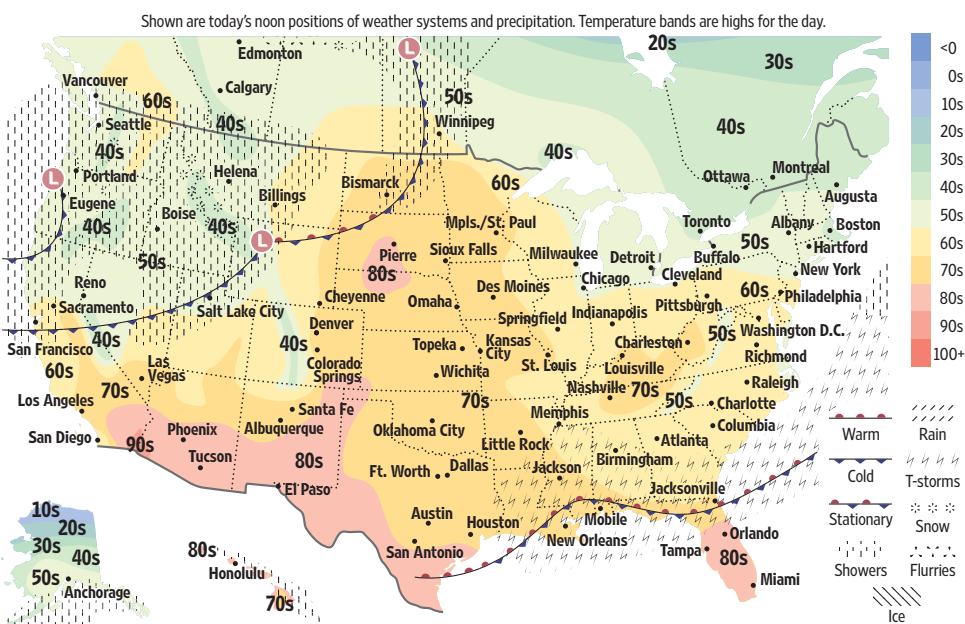 Shown are today's noon positions of weather systems and precipitation. Temperature bands are highs for the day.
Edmonton
L
20s
30s
Vancouver
60s
Calgary
50s
Seattle
40s
Winnipeg
40s
40s
40s
L
Portland
Helena
Bismarck
60s
Ottawa
Montreal
Eugene
Billings
Augusta
40s
Boise
40s
L
Mpls./St. Paul
Toronto
Albany
Boston
50s
Pierre
80s
Sioux Falls
Milwaukee
Detroit
Buffalo
50s
Hartford
Reno
Chicago
Cleveland
New York
Sacramento
Salt Lake City
Cheyenne
Omaha
Des Moines
Pittsburgh
60s
Philadelphia
San Francisco
40s
40s
Denver
Springfield
Indianapolis
50s
Washington D.C.
60s
Las
Vegas
Colorado
Springs
Topeka
Kansas
City
St. Louis
Charleston
Louisville
Richmond
70s
Wichita
Nashville
70s
50s
Raleigh
Los Angeles
Santa Fe
70s
Memphis
Charlotte
San Diego
90s
Phoenix
Albuquerque
Oklahoma City
Little Rock
Atlanta
Columbia
Tucson
80s
Ft. Worth
Dallas
Jackson
Birmingham
El Paso
Jacksonville
Austin
Houston
Mobile
New Orleans
Orlando
San Antonio
Tampa
80s
Miami
10s
20s
30s
40s
50s
Anchorage
80s
Honolulu
70s
<0
0s
10s
20s
30s
40s
50s
60s
70s
80s
90s
100+
Warm
Rain
Cold
T-storms
Stationary
Snow
Showers
Flurries
Ice